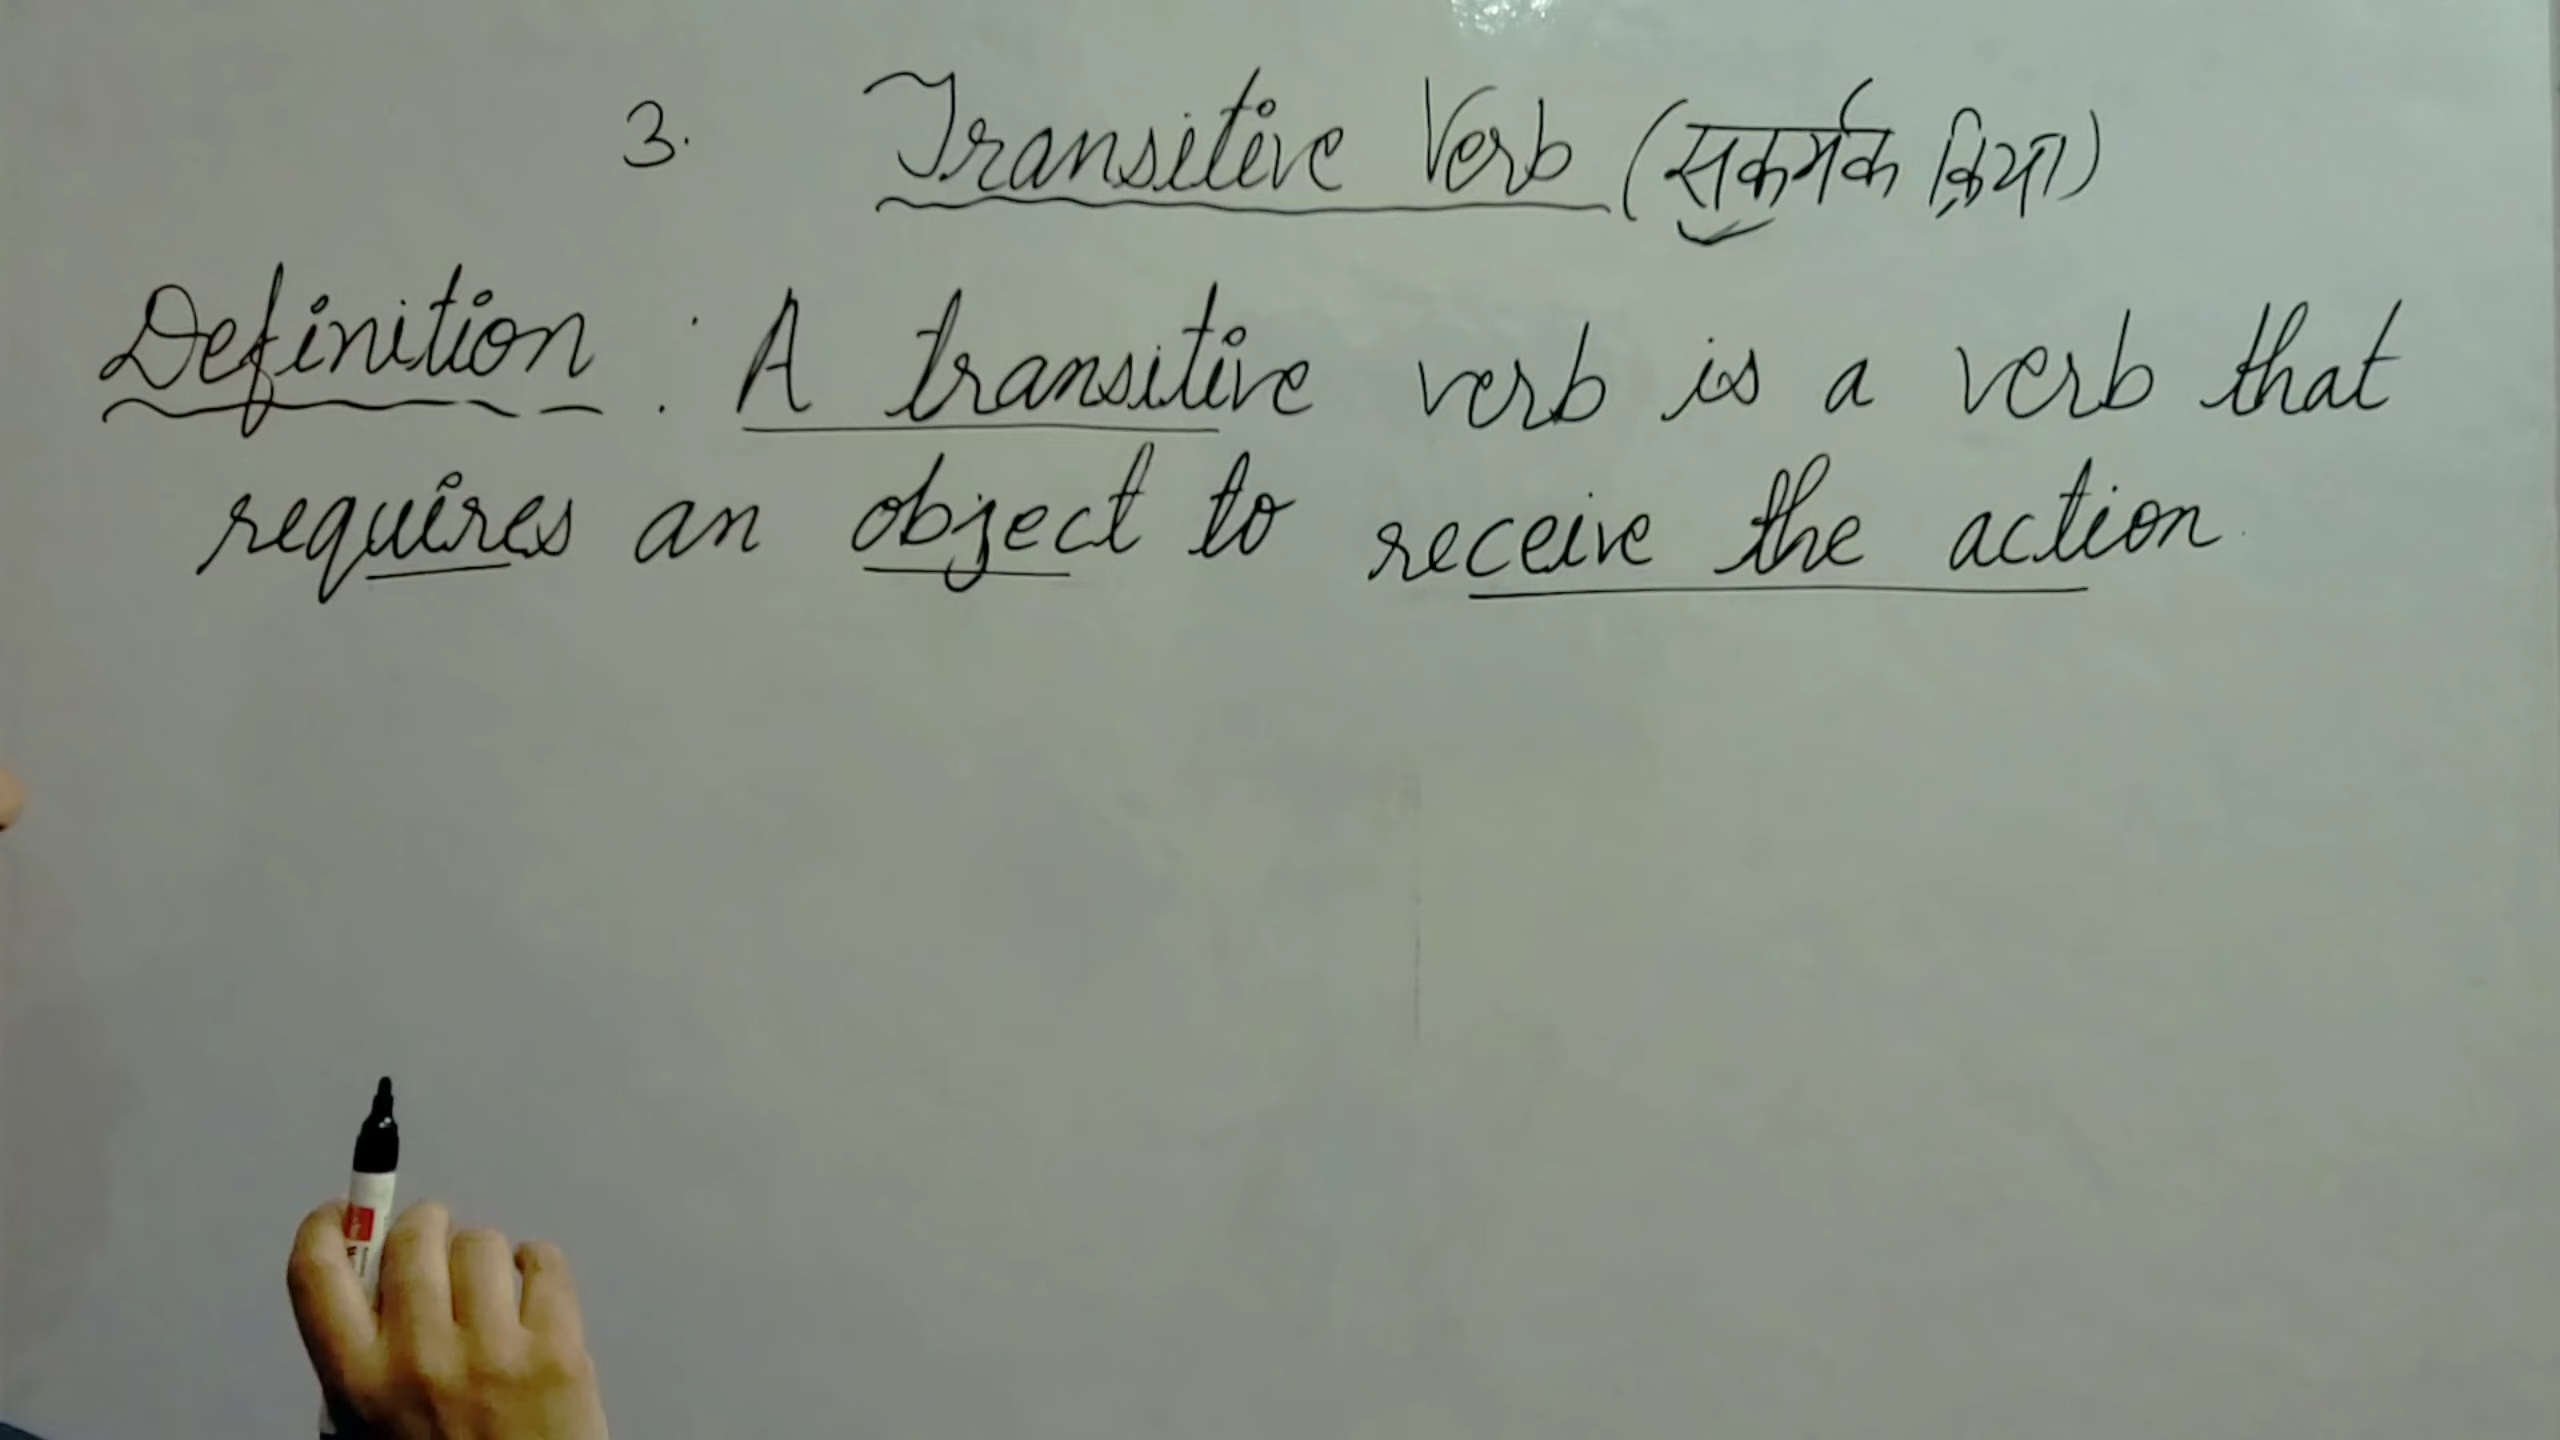 3. Transitive Verb (सकर्मक क्रिया)
Definition : A transitive verb is a verb that
requires an object to receive the action.